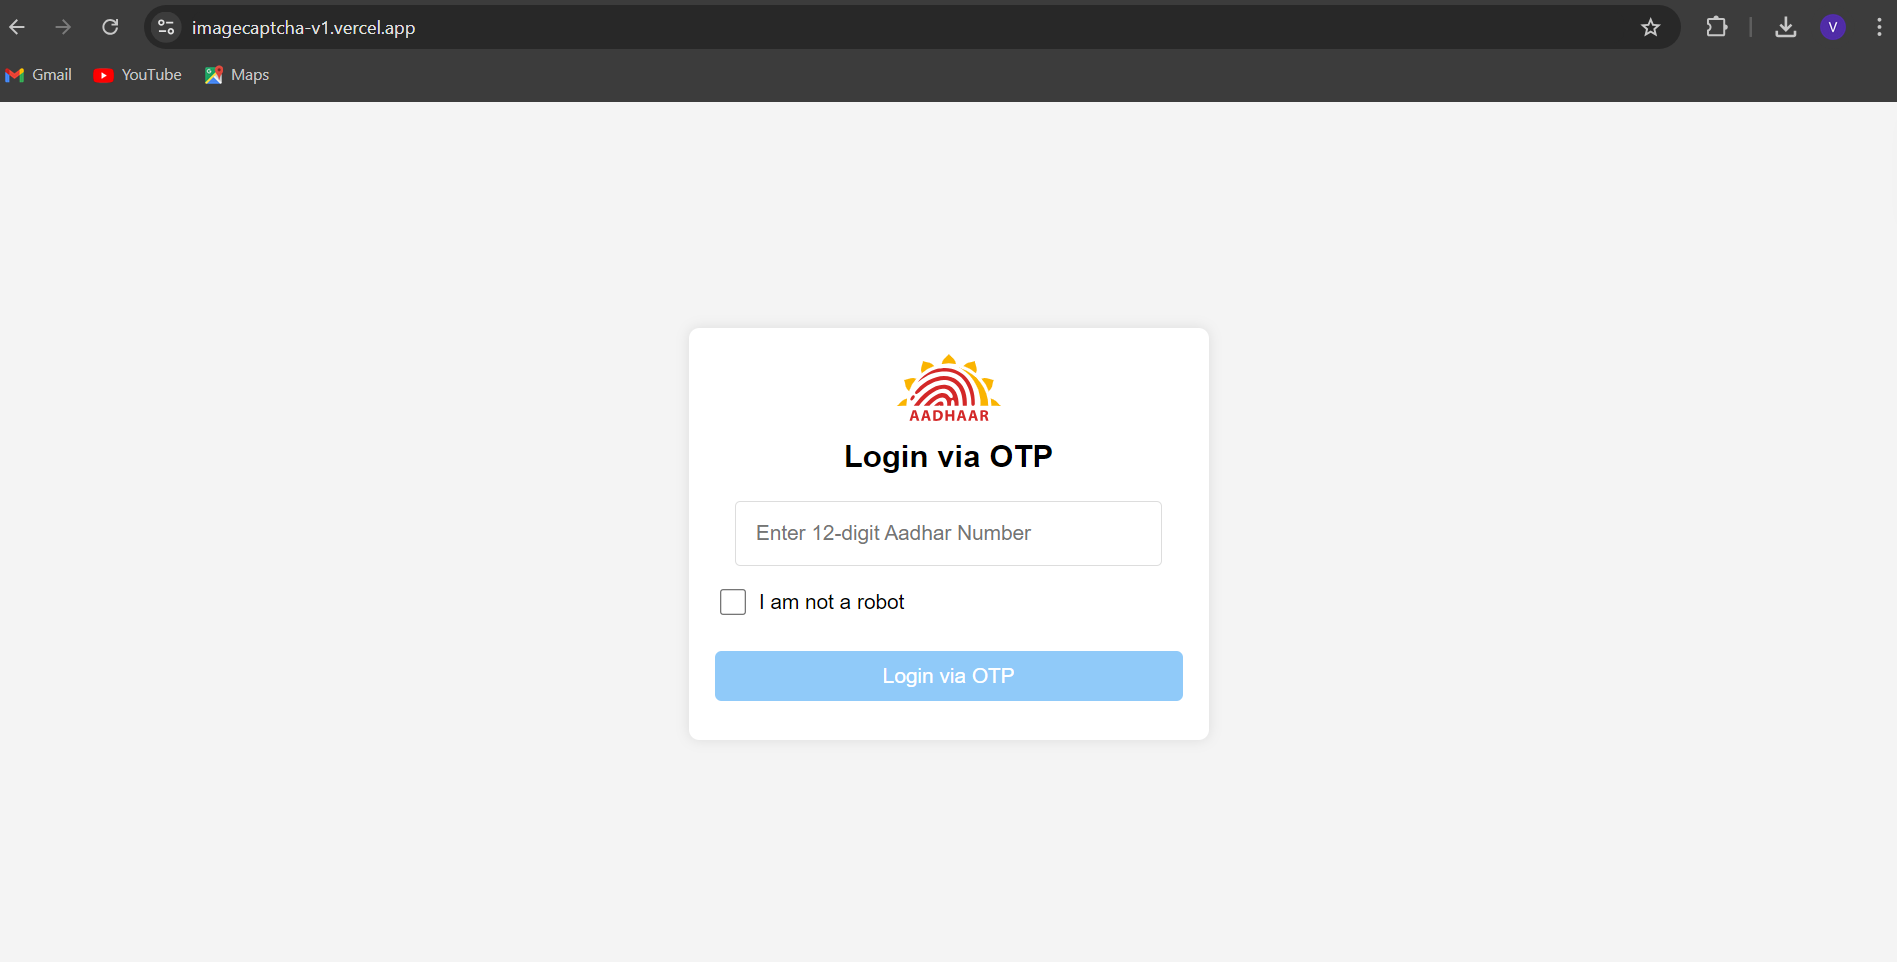 imagecaptcha-v1.vercel.app
V
Gmail
YouTube
Maps
AADHAAR
Login via OTP
Enter 12-digit Aadhar Number
I am not a robot
Login via OTP